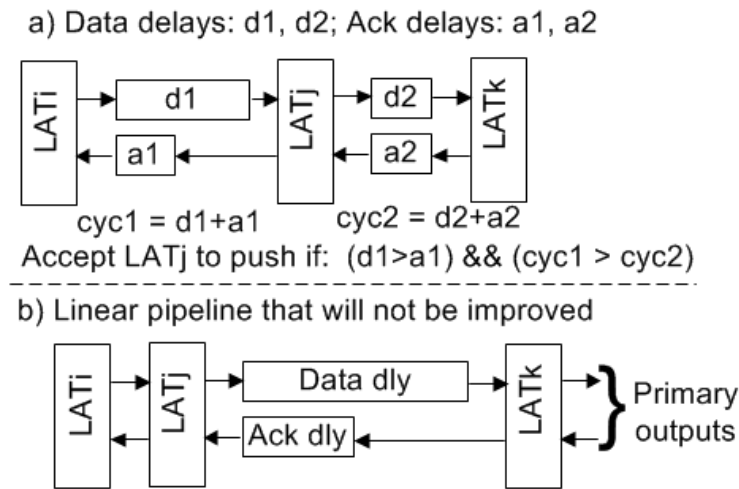 a) Data delays: d1, d2; Ack delays: a1, a2
LATi
d1
LATj
d2
LATk
a1
a2
cyc1 = d1+a1
cyc2 = d2+a2
Accept LATj to push if: (d1>a1) && (cyc1 > cyc2)
b) Linear pipeline that will not be improved
LATi
LATj
Data dly
LATk
Ack dly
} Primary
outputs